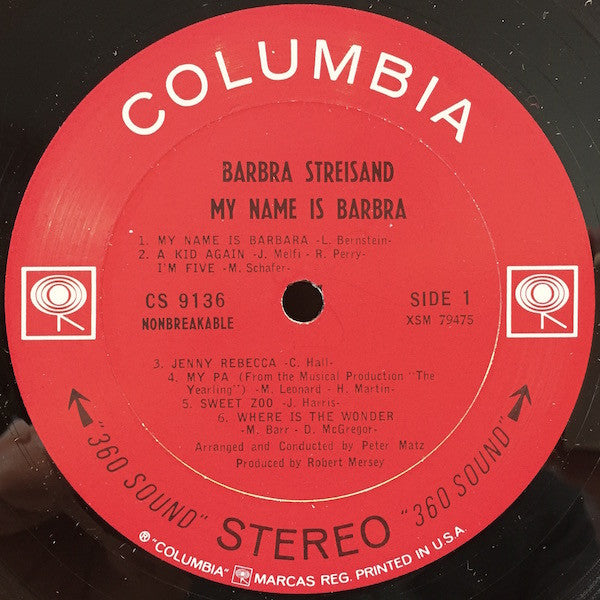 COLUMBIA
BARBRA STREISAND
MY NAME IS BARBRA
1. MY NAME IS BARBARA -L. Bernstein-
2. A KID AGAIN -J. Melfi - R. Perry-
I'M FIVE -M. Schafer-
CS 9136
NONBREAKABLE
SIDE 1
XSM 79475
3. JENNY REBECCA -C. Hall-
4. MY PA (From the Musical Production "The
Yearling") -M. Leonard - H. Martin-
5. SWEET ZOO -J. Harris-
6. WHERE IS THE WONDER
-M. Barr - D. McGregor-
Arranged and Conducted by Peter Matz
Produced by Robert Mersey
"360 SOUND" STEREO "360 SOUND"
® "COLUMBIA" MARCAS REG. PRINTED IN U.S.A.